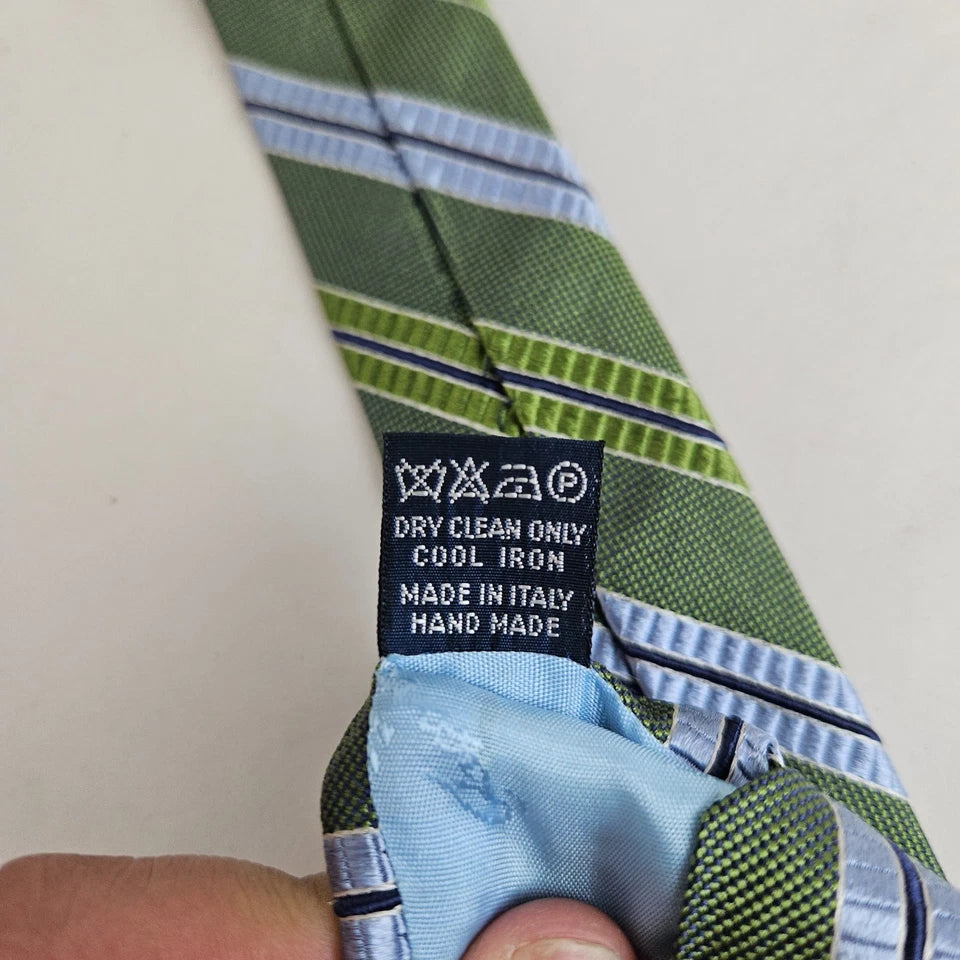 P
DRY CLEAN ONLY
COOL IRON
MADE IN ITALY
HAND MADE